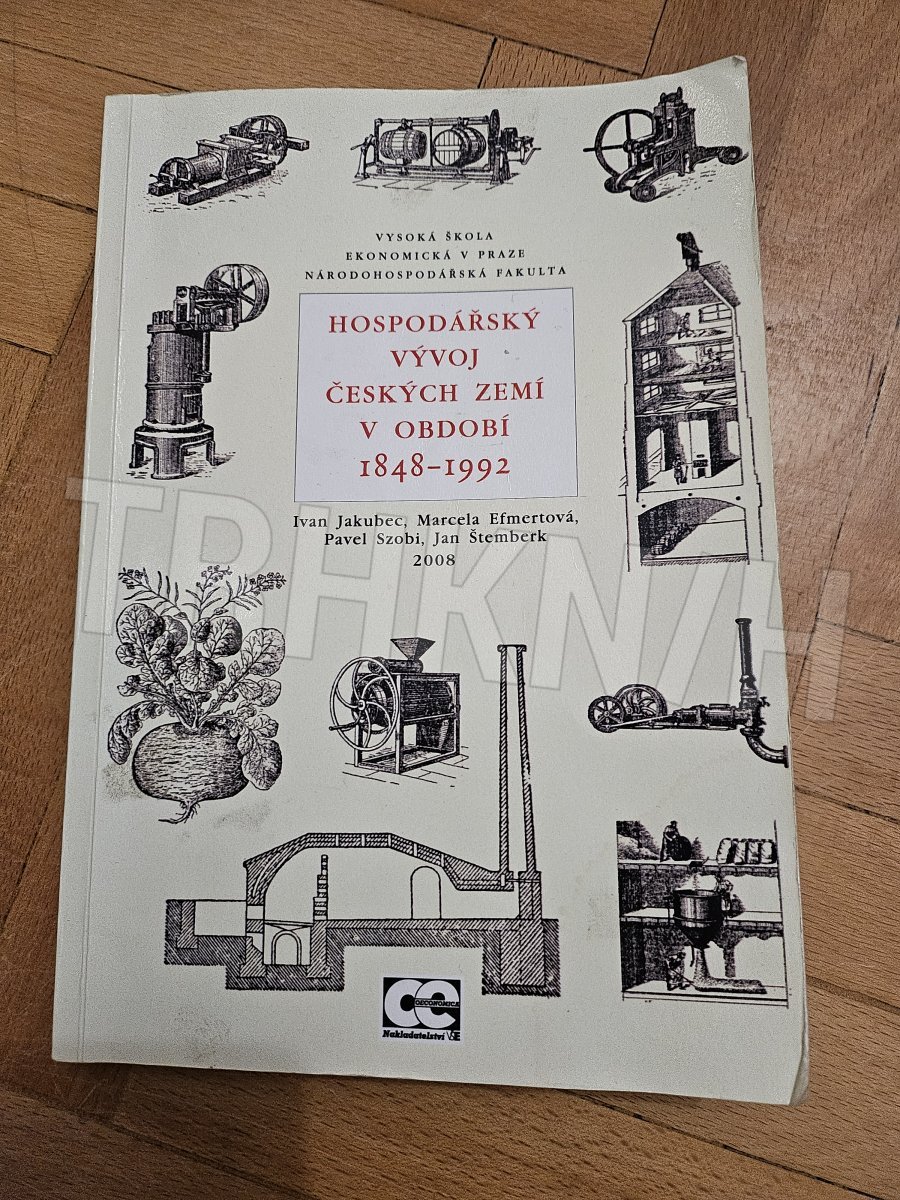 VYSOKÁ ŠKOLA
EKONOMICKÁ V PRAZE
NÁRODOHOSPODÁŘSKÁ FAKULTA
HOSPODÁŘSKÝ
VÝVOJ
ČESKÝCH ZEMÍ
V OBDOBÍ
1848–1992
Ivan Jakubec, Marcela Efmertová,
Pavel Szobi, Jan Štemberk
2008
TRHKNIH
OECONOMICA
Nakladatelství VŠE